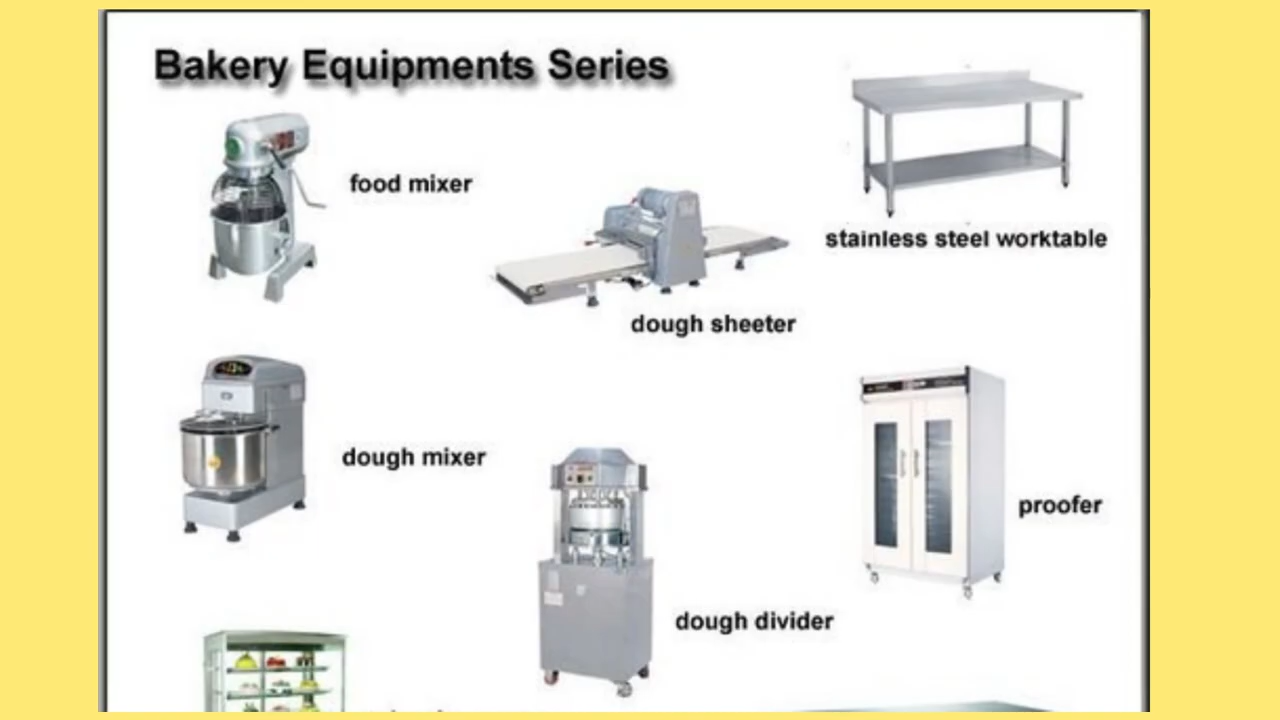 Bakery Equipments Series
food mixer
stainless steel worktable
dough sheeter
dough mixer
proofer
dough divider